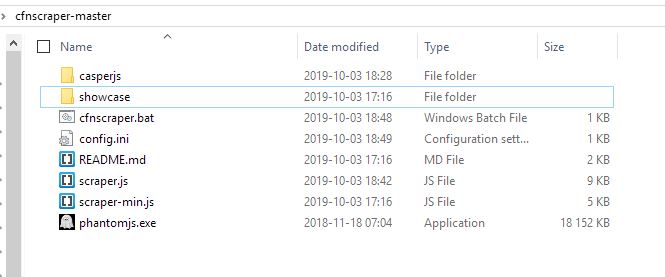 cfnscraper-master
Name Date modified Type Size
casperjs 2019-10-03 18:28 File folder
showcase 2019-10-03 17:16 File folder
cfnscraper.bat 2019-10-03 18:48 Windows Batch File 1 KB
config.ini 2019-10-03 18:49 Configuration sett... 1 KB
README.md 2019-10-03 17:16 MD File 2 KB
scraper.js 2019-10-03 18:42 JS File 9 KB
scraper-min.js 2019-10-03 17:16 JS File 5 KB
phantomjs.exe 2018-11-18 07:04 Application 18 152 KB